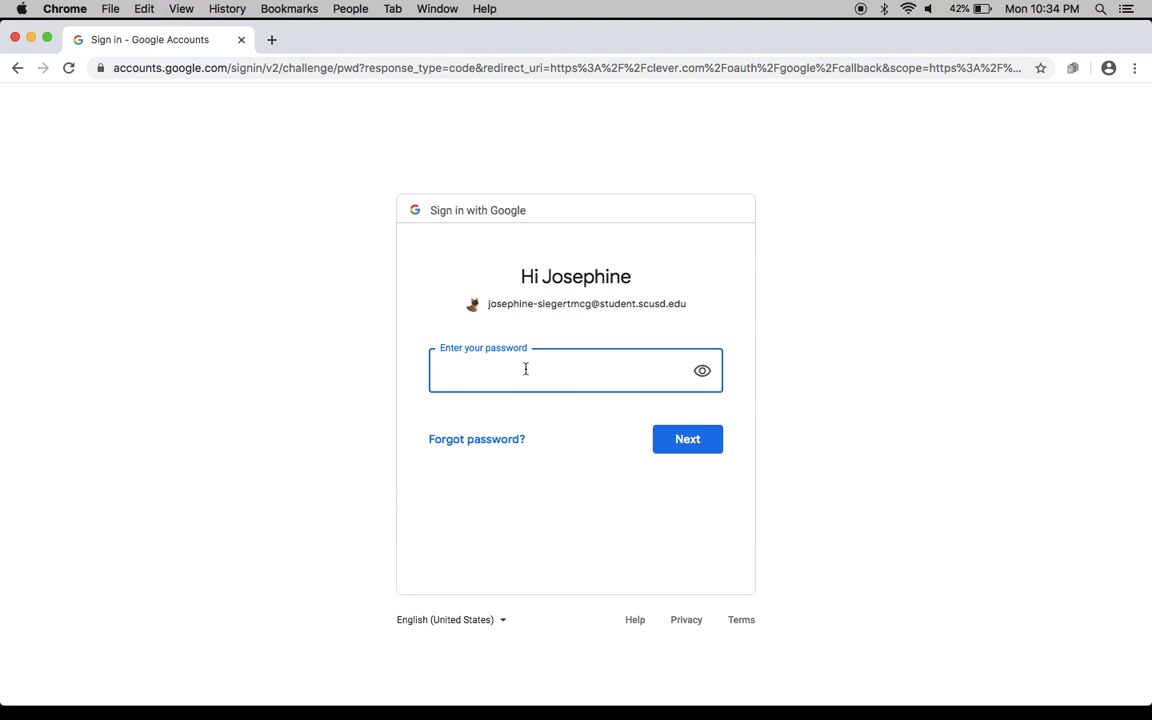 Chrome File Edit View History Bookmarks People Tab Window Help 42% Mon 10:34 PM
Sign in - Google Accounts
accounts.google.com/signin/v2/challenge/pwd?response_type=code&redirect_uri=https%3A%2F%2Fclever.com%2Foauth%2Fgoogle%2Fcallback&scope=https%3A%2F%...
Sign in with Google
Hi Josephine
josephine-siegertmcg@student.scusd.edu
Enter your password
Forgot password? Next
English (United States) Help Privacy Terms